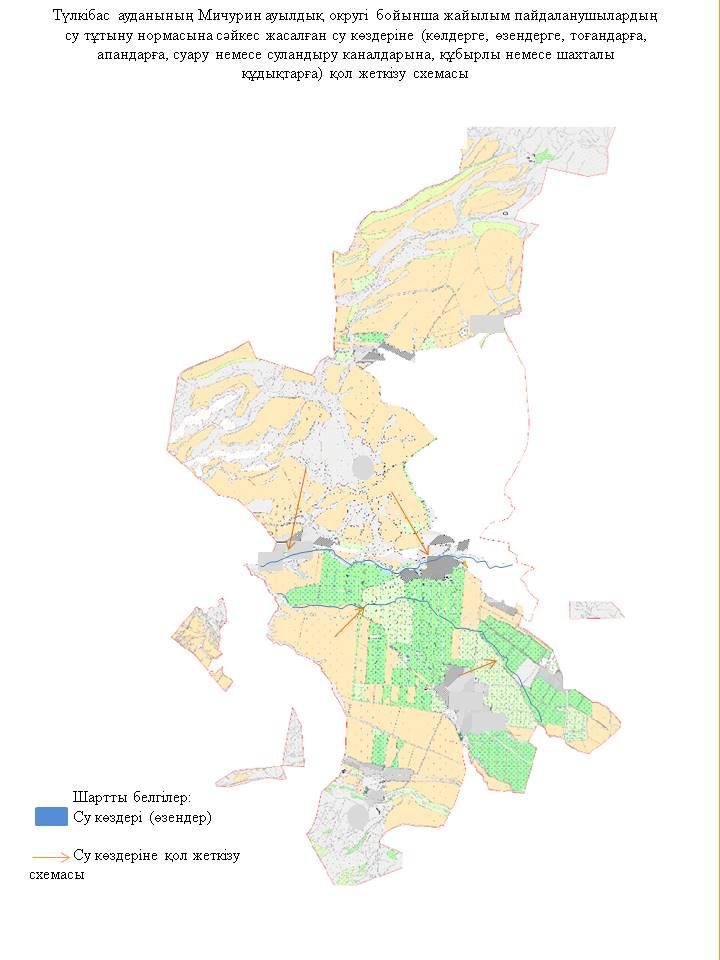 Түлкібас ауданының Мичурин ауылдық округі бойынша жайылым пайдаланушылардың
су тұтыну нормасына сәйкес жасалған су көздеріне (көлдерге, өзендерге, тоғандарға,
апандарға, суару немесе суландыру каналдарына, құбырлы немесе шахталы
құдықтарға) қол жеткізу схемасы
Шартты белгілер:
Су көздері (өзендер)
Су көздеріне қол жеткізу
схемасы